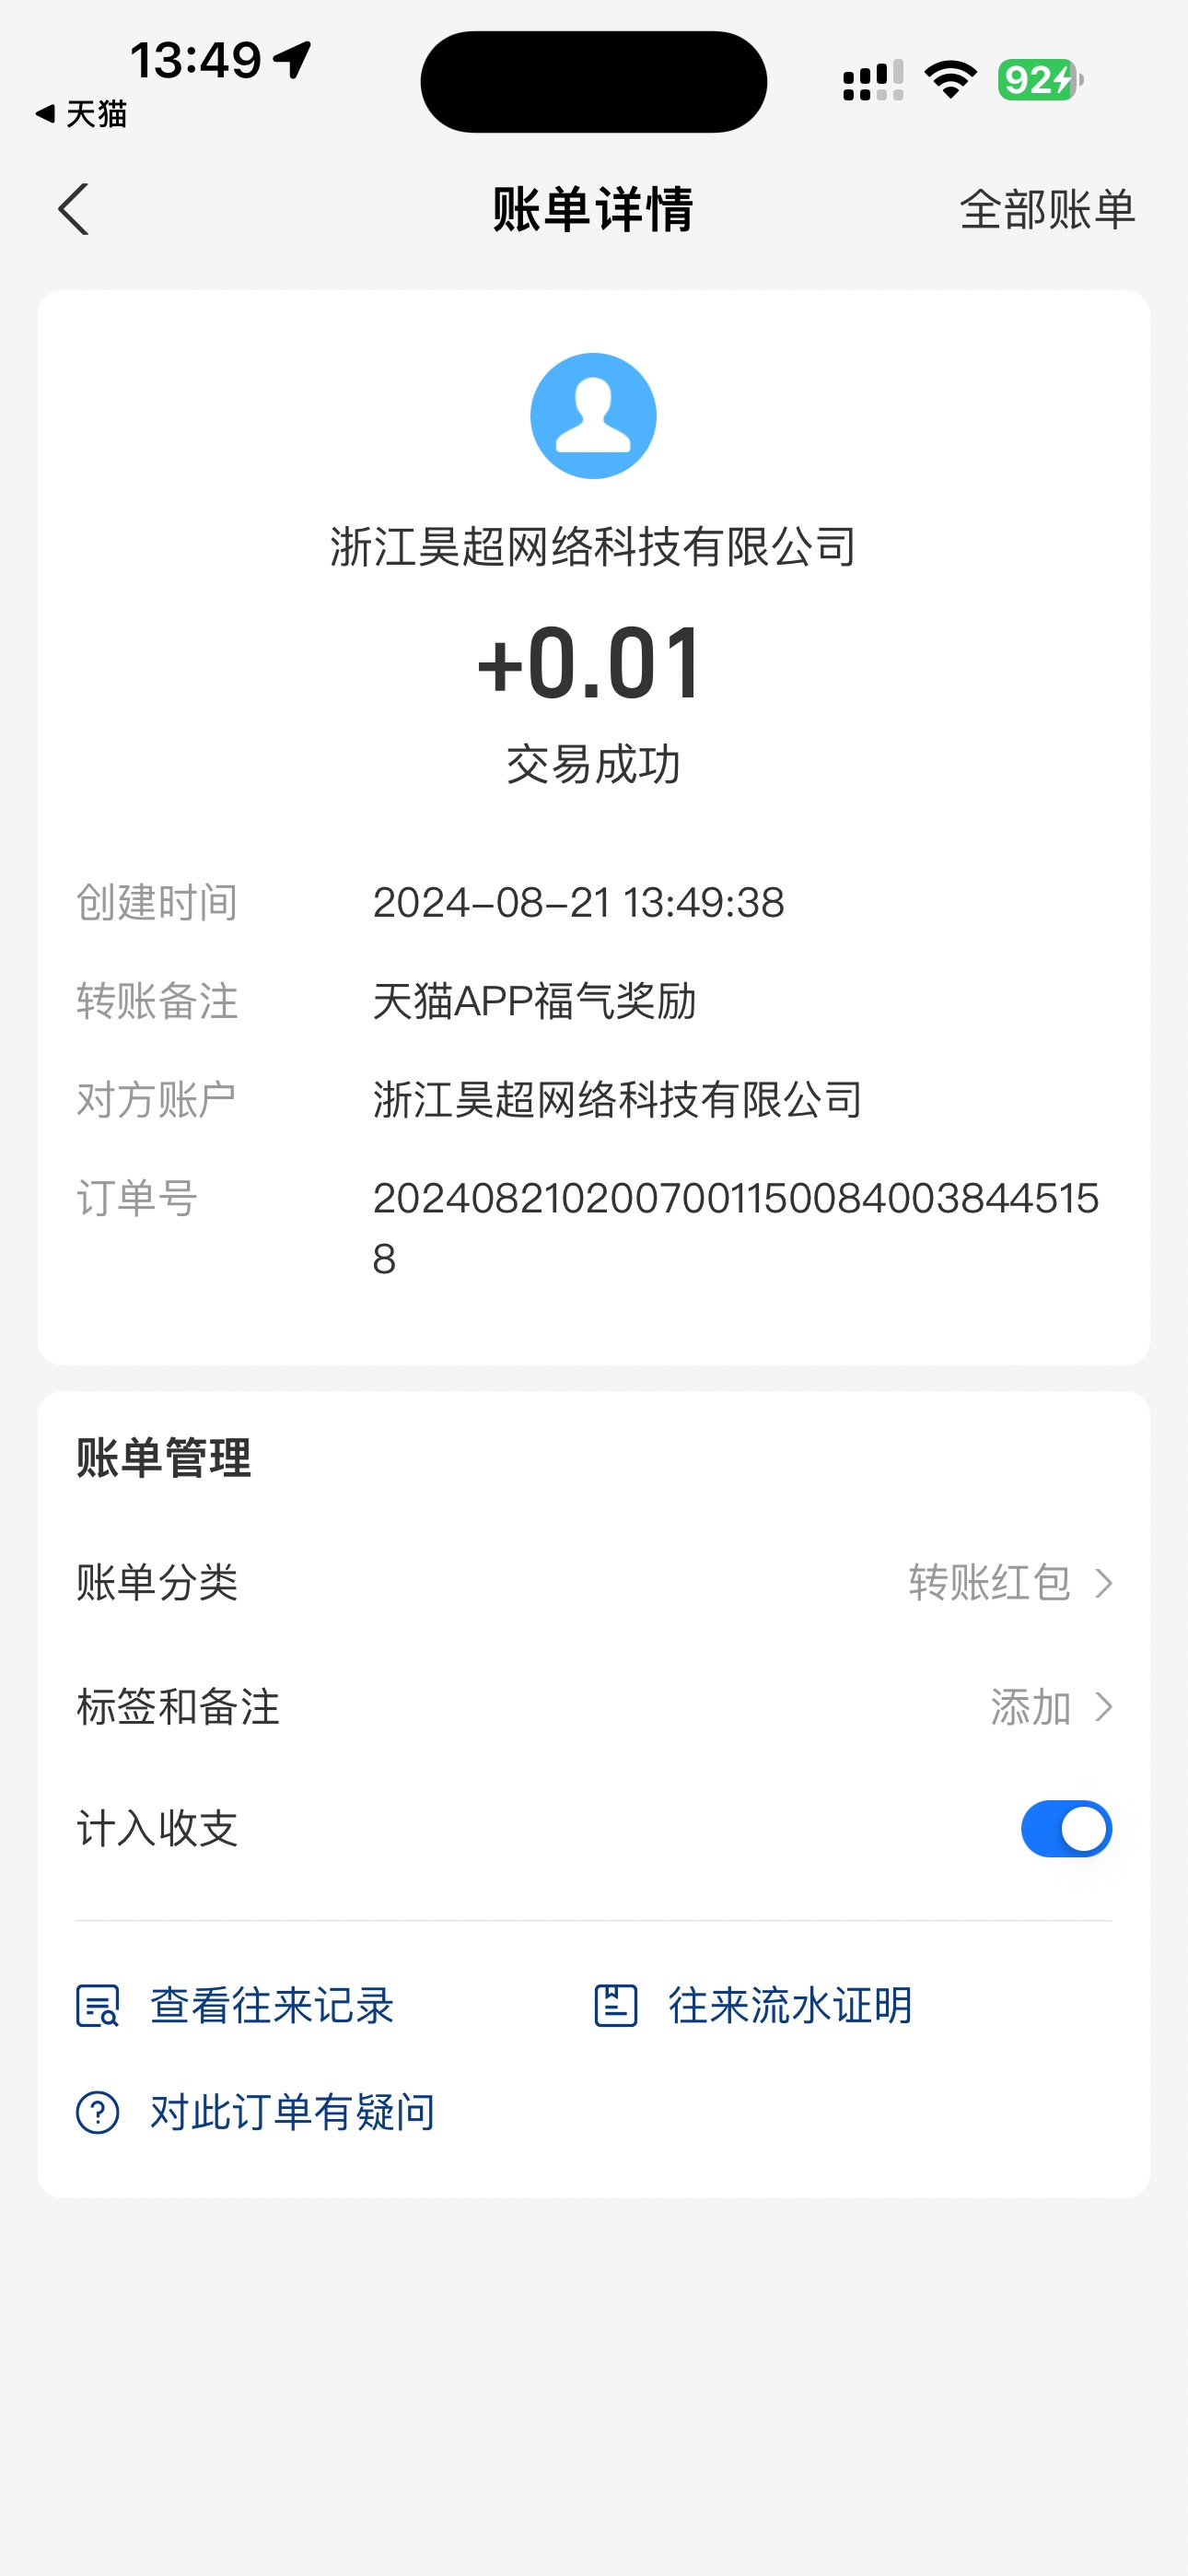 13:49
92
天猫
账单详情
全部账单
浙江昊超网络科技有限公司
+0.01
交易成功
创建时间 2024-08-21 13:49:38
转账备注 天猫APP福气奖励
对方账户 浙江昊超网络科技有限公司
订单号 2024082102007001150084003844515
8
账单管理
账单分类 转账红包
标签和备注 添加
计入收支
查看往来记录 往来流水证明
对此订单有疑问